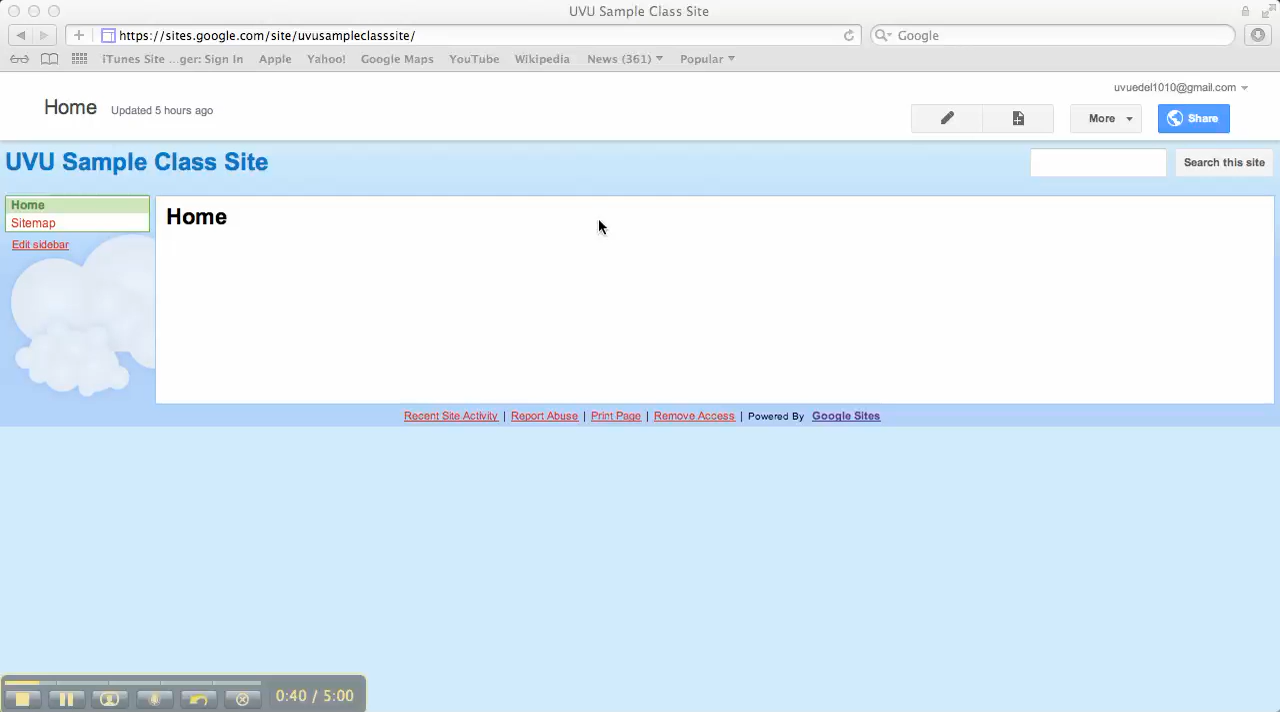 UVU Sample Class Site
https://sites.google.com/site/uvusampleclasssite/
Google
iTunes Site ...ger: Sign In Apple Yahoo! Google Maps YouTube Wikipedia News (361) Popular
uvuedel1010@gmail.com
Home Updated 5 hours ago
More Share
UVU Sample Class Site
Search this site
Home
Sitemap
Edit sidebar
Home
Recent Site Activity | Report Abuse | Print Page | Remove Access | Powered By Google Sites
0:40 / 5:00